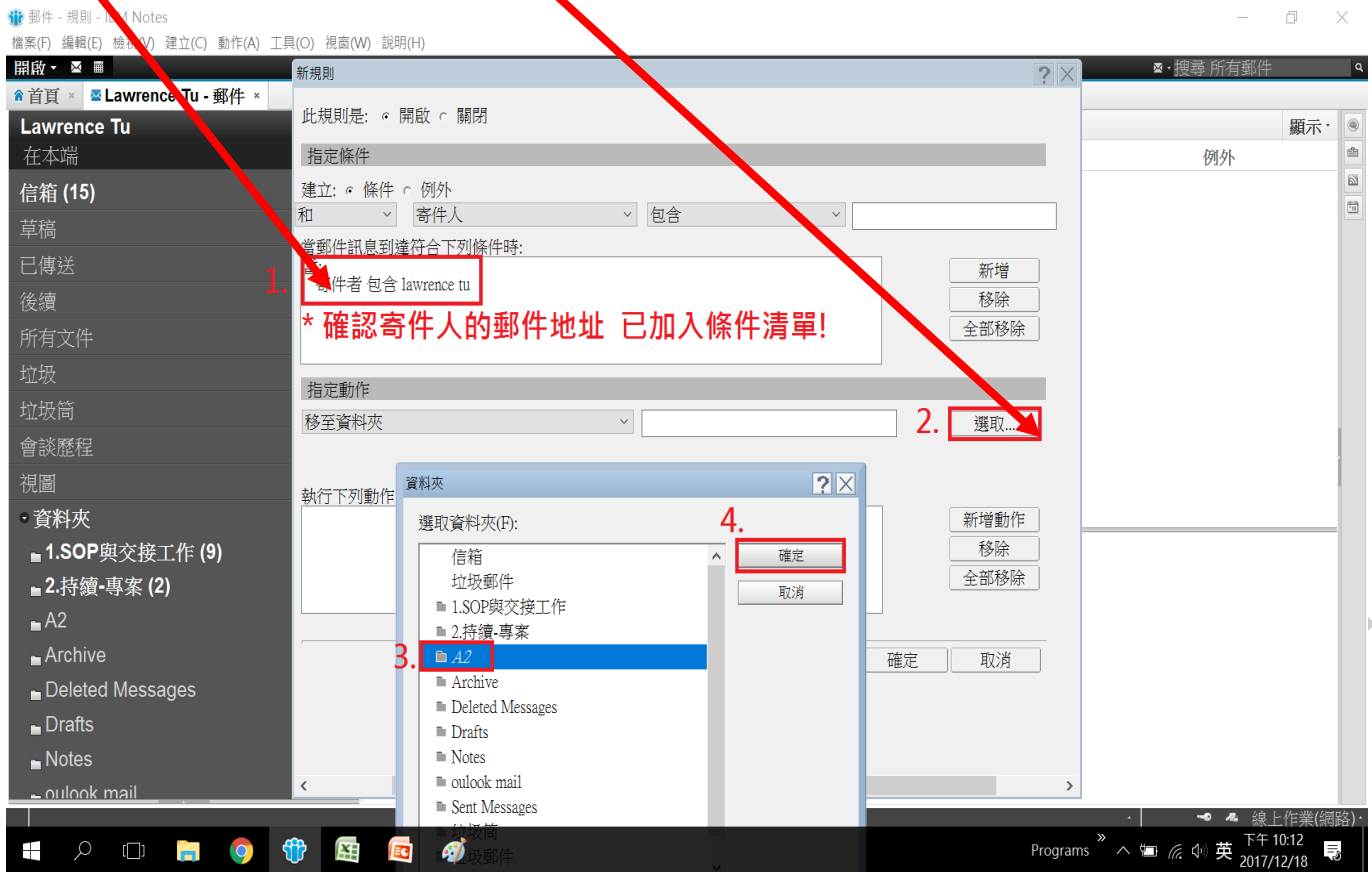 郵件 - 規則 - IBM Notes
檔案(F) 編輯(E) 檢視(V) 建立(C) 動作(A) 工具(O) 視窗(W) 說明(H)
開啟
搜尋 所有郵件
首頁 × Lawrence Tu - 郵件 ×
Lawrence Tu
在本端
信箱 (15)
草稿
已傳送
後續
所有文件
垃圾
垃圾筒
會談歷程
視圖
資料夾
1.SOP與交接工作 (9)
2.持續-專案 (2)
A2
Archive
Deleted Messages
Drafts
Notes
oulook mail
新規則
此規則是: 開啟 關閉
指定條件
建立: 條件 例外
和 寄件人 包含
當郵件訊息到達符合下列條件時:
1.
寄件者 包含 lawrence tu
* 確認寄件人的郵件地址 已加入條件清單!
新增
移除
全部移除
指定動作
移至資料夾
2. 選取...
執行下列動作
新增動作
移除
全部移除
確定 取消
資料夾
選取資料夾(F):
信箱
垃圾郵件
1.SOP與交接工作
2.持續-專案
3. A2
Archive
Deleted Messages
Drafts
Notes
oulook mail
Sent Messages
垃圾筒
垃圾郵件
4.
確定
取消
顯示
例外
線上作業(網路)
Programs
英
下午 10:12
2017/12/18